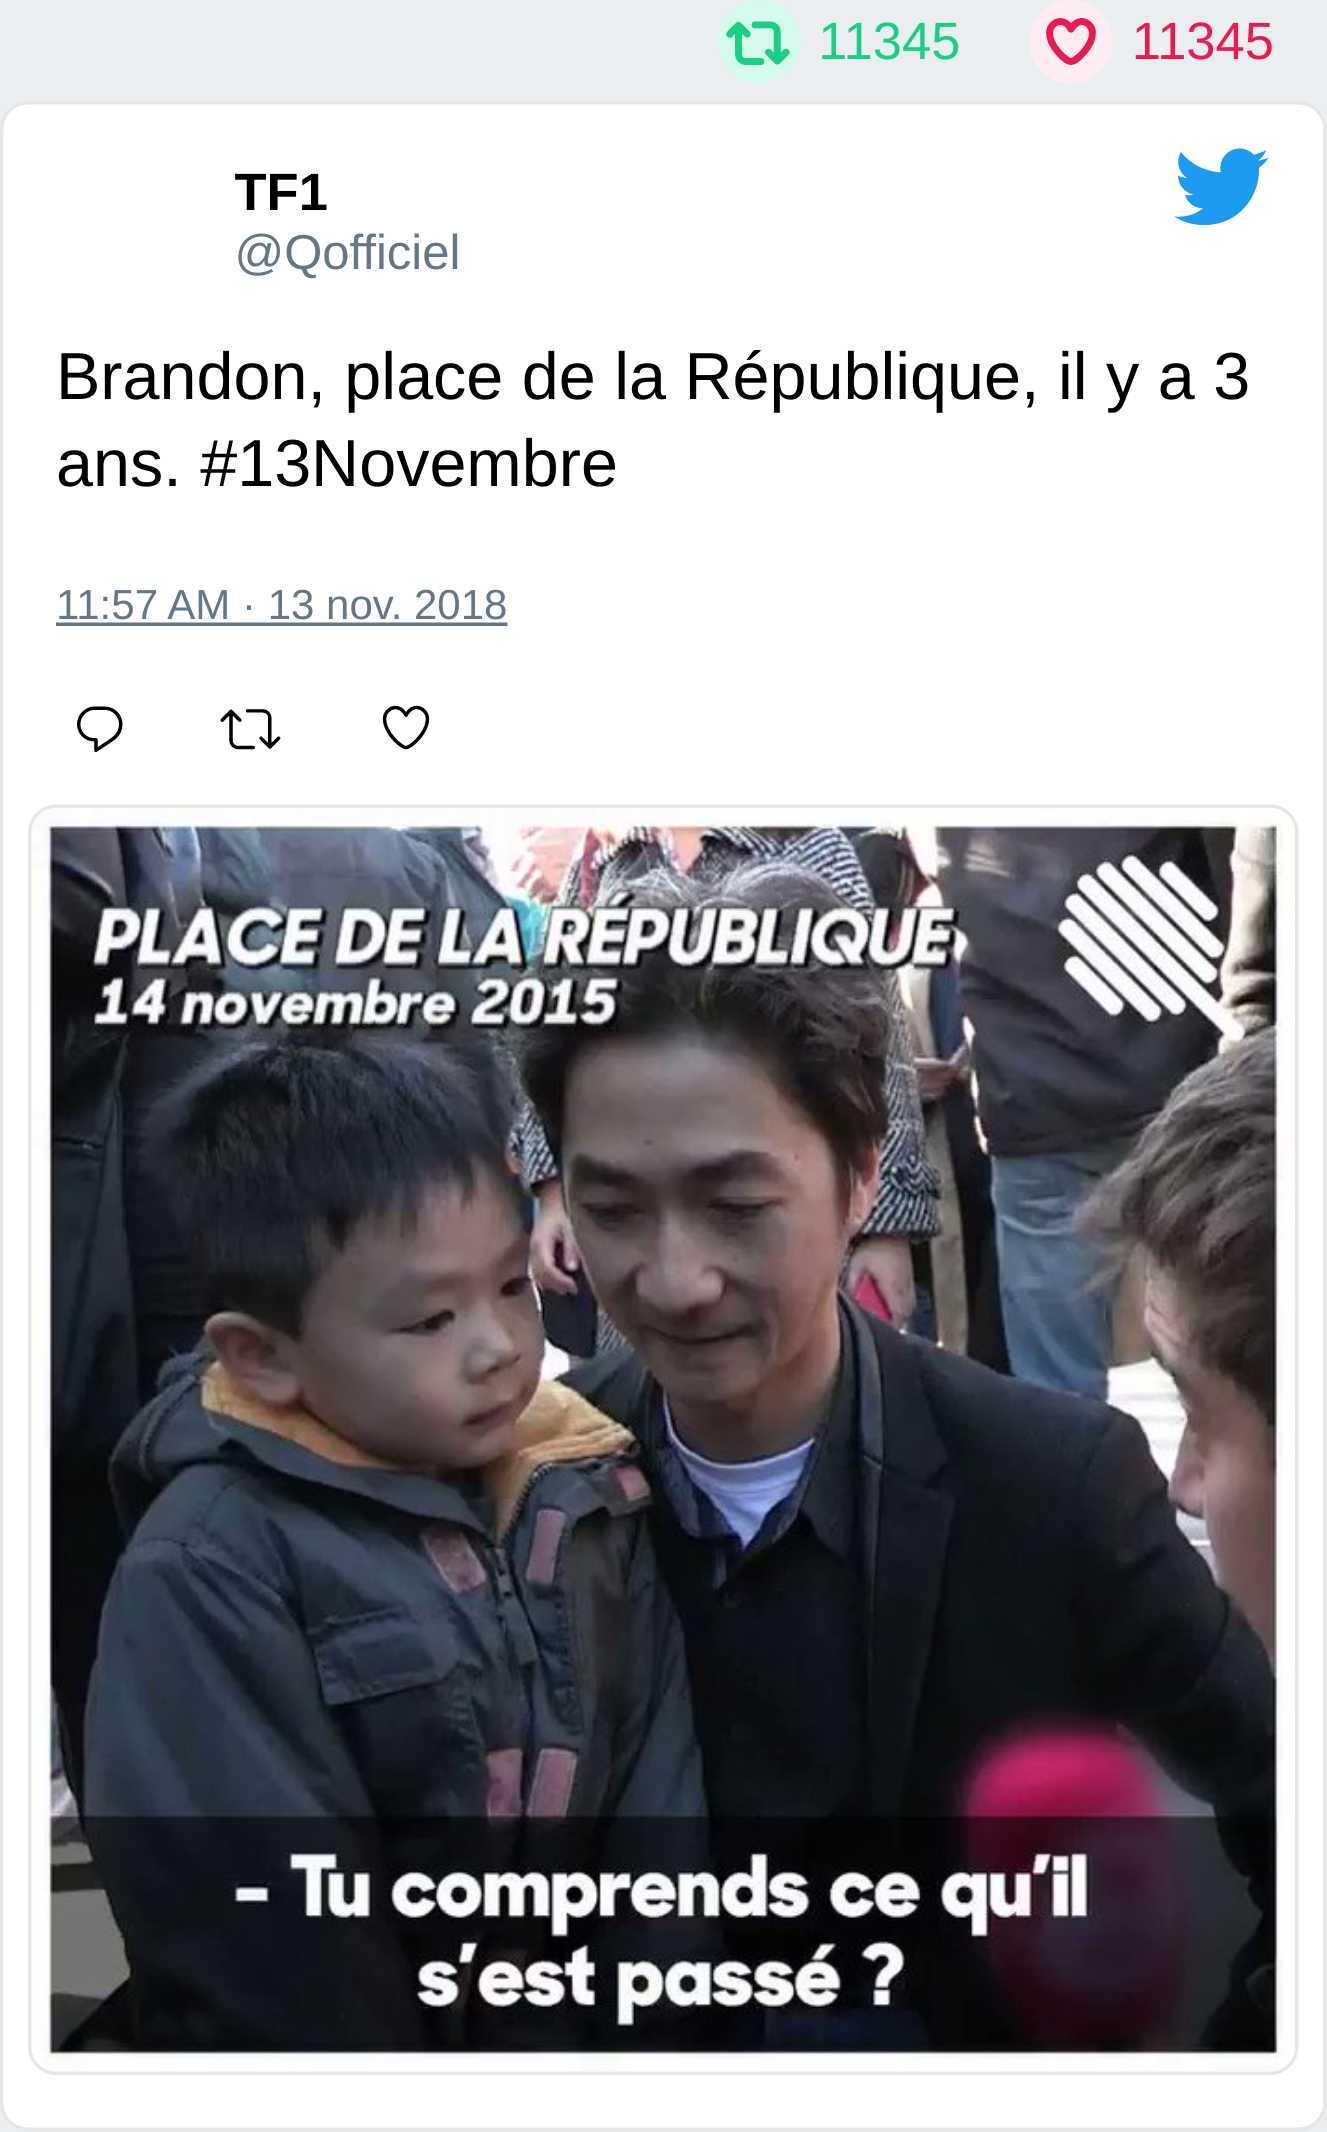 11345 11345
TF1
@Qofficiel
Brandon, place de la République, il y a 3
ans. #13Novembre
11:57 AM · 13 nov. 2018
PLACE DE LA RÉPUBLIQUE
14 novembre 2015
- Tu comprends ce qu'il
s'est passé ?